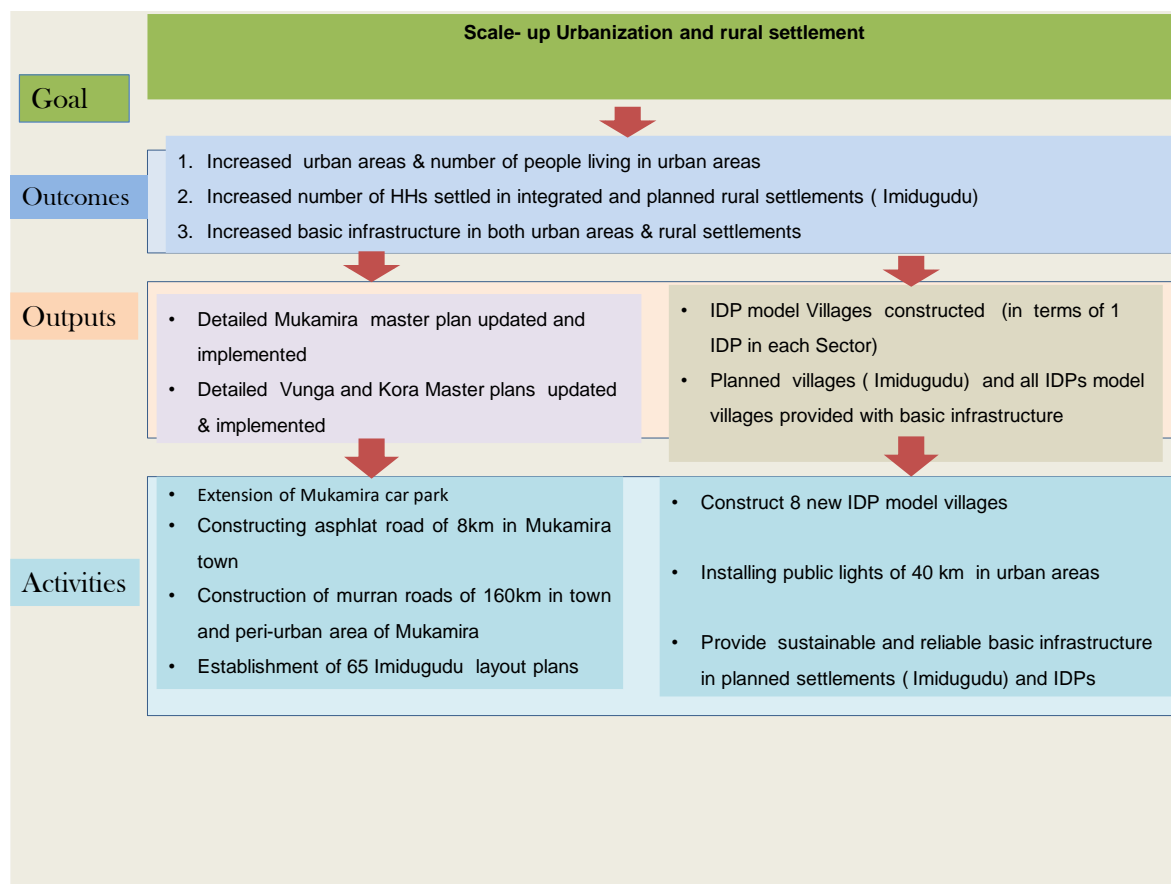 Scale- up Urbanization and rural settlement
Goal
Outcomes
1. Increased urban areas & number of people living in urban areas
2. Increased number of HHs settled in integrated and planned rural settlements ( Imidugudu)
3. Increased basic infrastructure in both urban areas & rural settlements
Outputs
• Detailed Mukamira master plan updated and
implemented
• Detailed Vunga and Kora Master plans updated
& implemented
• IDP model Villages constructed (in terms of 1
IDP in each Sector)
• Planned villages ( Imidugudu) and all IDPs model
villages provided with basic infrastructure
Activities
• Extension of Mukamira car park
• Constructing asphlat road of 8km in Mukamira
town
• Construction of murran roads of 160km in town
and peri-urban area of Mukamira
• Establishment of 65 Imidugudu layout plans
• Construct 8 new IDP model villages
• Installing public lights of 40 km in urban areas
• Provide sustainable and reliable basic infrastructure
in planned settlements ( Imidugudu) and IDPs